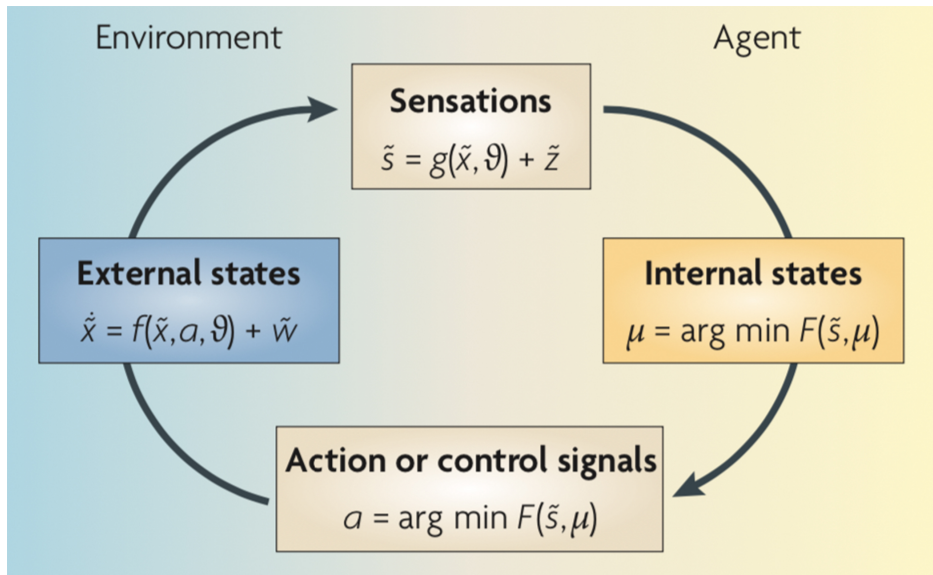 Environment
Agent
Sensations
s̃ = g(x̃, ϑ) + z̃
External states
x̃̇ = f(x̃, a, ϑ) + w̃
Internal states
μ = arg min F(s̃, μ)
Action or control signals
a = arg min F(s̃, μ)